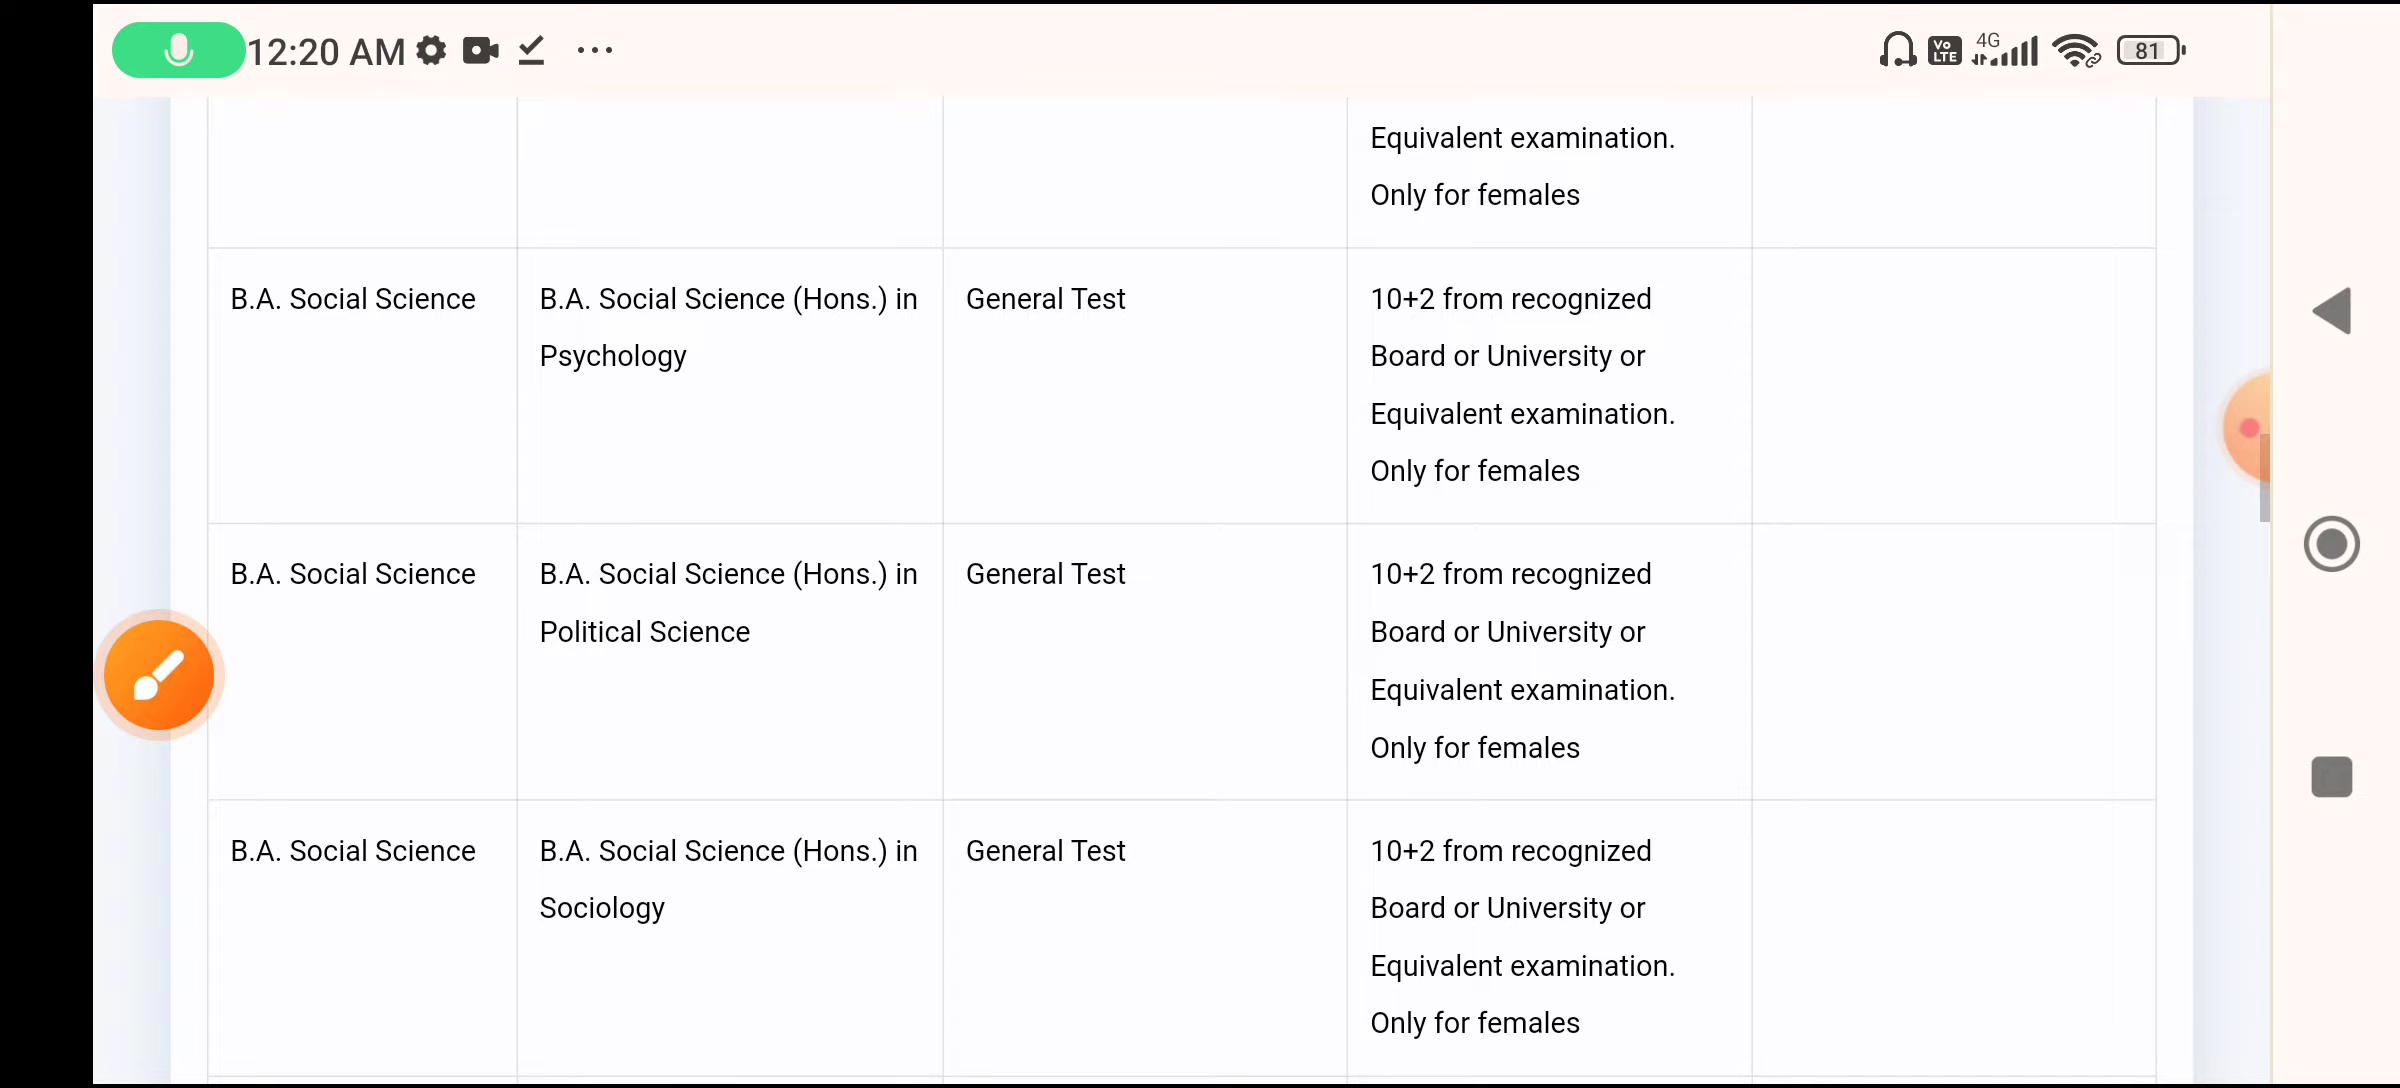 12:20 AM
Vo
LTE
4G
81
Equivalent examination.
Only for females
B.A. Social Science
B.A. Social Science (Hons.) in
Psychology
General Test
10+2 from recognized
Board or University or
Equivalent examination.
Only for females
B.A. Social Science
B.A. Social Science (Hons.) in
Political Science
General Test
10+2 from recognized
Board or University or
Equivalent examination.
Only for females
B.A. Social Science
B.A. Social Science (Hons.) in
Sociology
General Test
10+2 from recognized
Board or University or
Equivalent examination.
Only for females